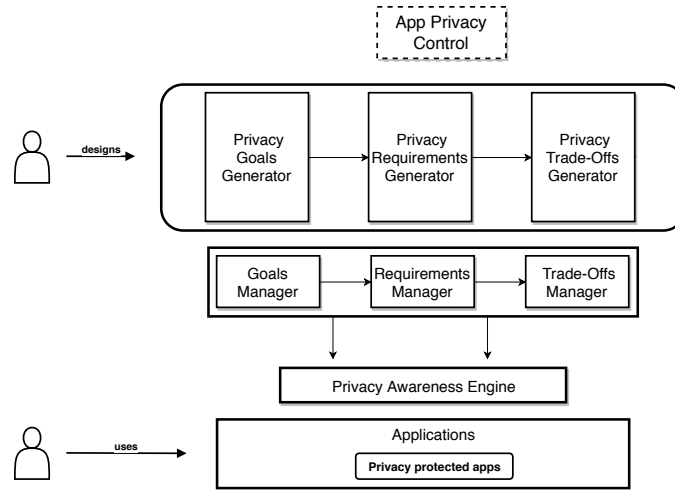 App Privacy
Control
designs
Privacy
Goals
Generator
Privacy
Requirements
Generator
Privacy
Trade-Offs
Generator
Goals
Manager
Requirements
Manager
Trade-Offs
Manager
Privacy Awareness Engine
uses
Applications
Privacy protected apps